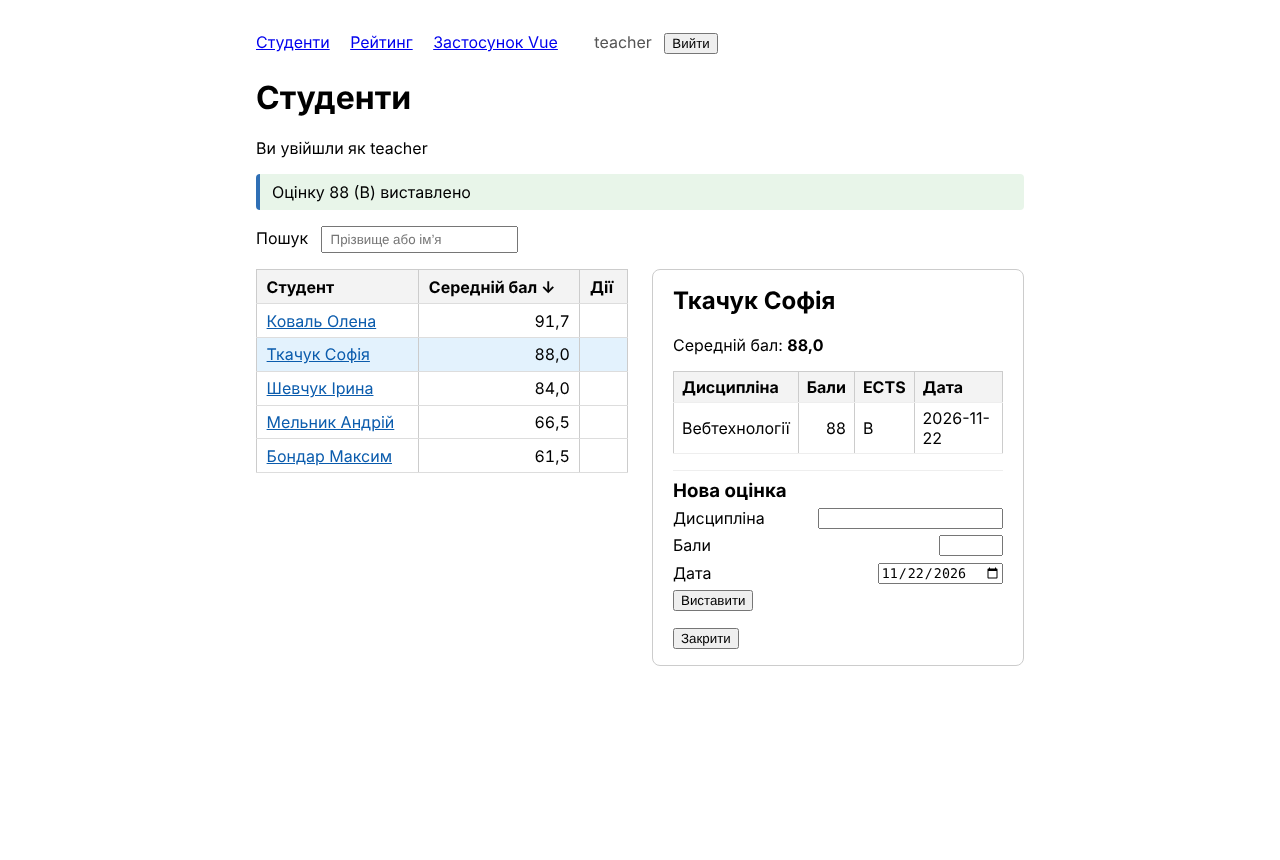 Студенти Рейтинг Застосунок Vue teacher Вийти
Студенти
Ви увійшли як teacher
Оцінку 88 (B) виставлено
Пошук Прізвище або ім'я
Студент Середній бал ↓ Дії
Коваль Олена 91,7
Ткачук Софія 88,0
Шевчук Ірина 84,0
Мельник Андрій 66,5
Бондар Максим 61,5
Ткачук Софія
Середній бал: 88,0
Дисципліна Бали ECTS Дата
Вебтехнології 88 B 2026-11-
22
Нова оцінка
Дисципліна
Бали
Дата 11/22/2026
Виставити
Закрити